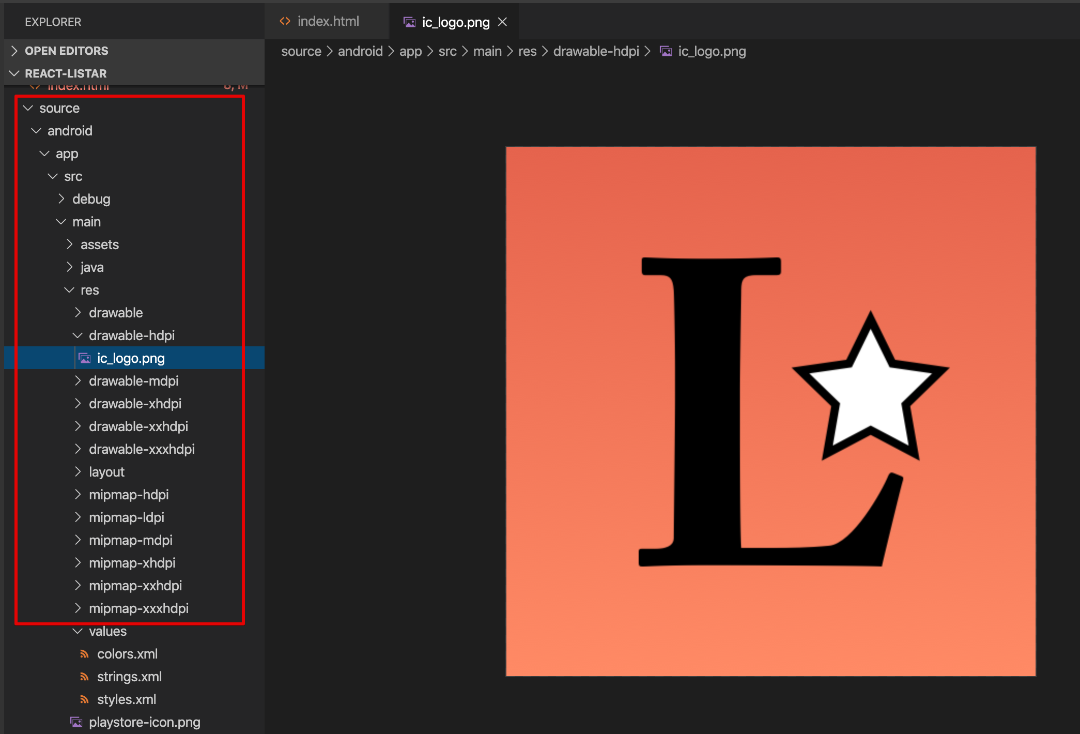 EXPLORER
OPEN EDITORS
REACT-LISTAR
index.html 6, M
source
android
app
src
debug
main
assets
java
res
drawable
drawable-hdpi
ic_logo.png
drawable-mdpi
drawable-xhdpi
drawable-xxhdpi
drawable-xxxhdpi
layout
mipmap-hdpi
mipmap-ldpi
mipmap-mdpi
mipmap-xhdpi
mipmap-xxhdpi
mipmap-xxxhdpi
values
colors.xml
strings.xml
styles.xml
playstore-icon.png
index.html ic_logo.png
source > android > app > src > main > res > drawable-hdpi > ic_logo.png
L